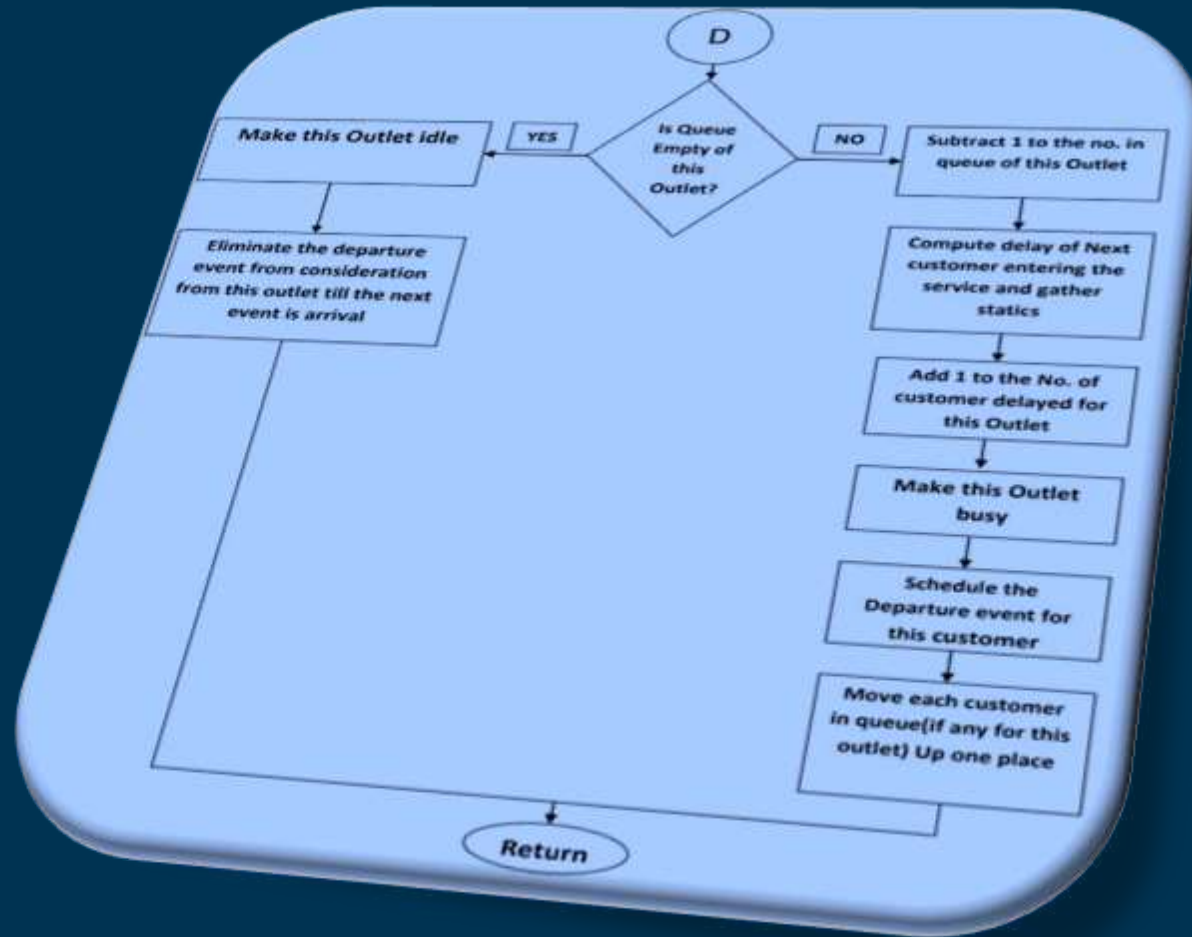 D
Is Queue
Empty of
this
Outlet?
YES
Make this Outlet idle
Eliminate the departure
event from consideration
from this outlet till the next
event is arrival
NO
Subtract 1 to the no. in
queue of this Outlet
Compute delay of Next
customer entering the
service and gather
statics
Add 1 to the No. of
customer delayed for
this Outlet
Make this Outlet
busy
Schedule the
Departure event for
this customer
Move each customer
in queue(if any for this
outlet) Up one place
Return